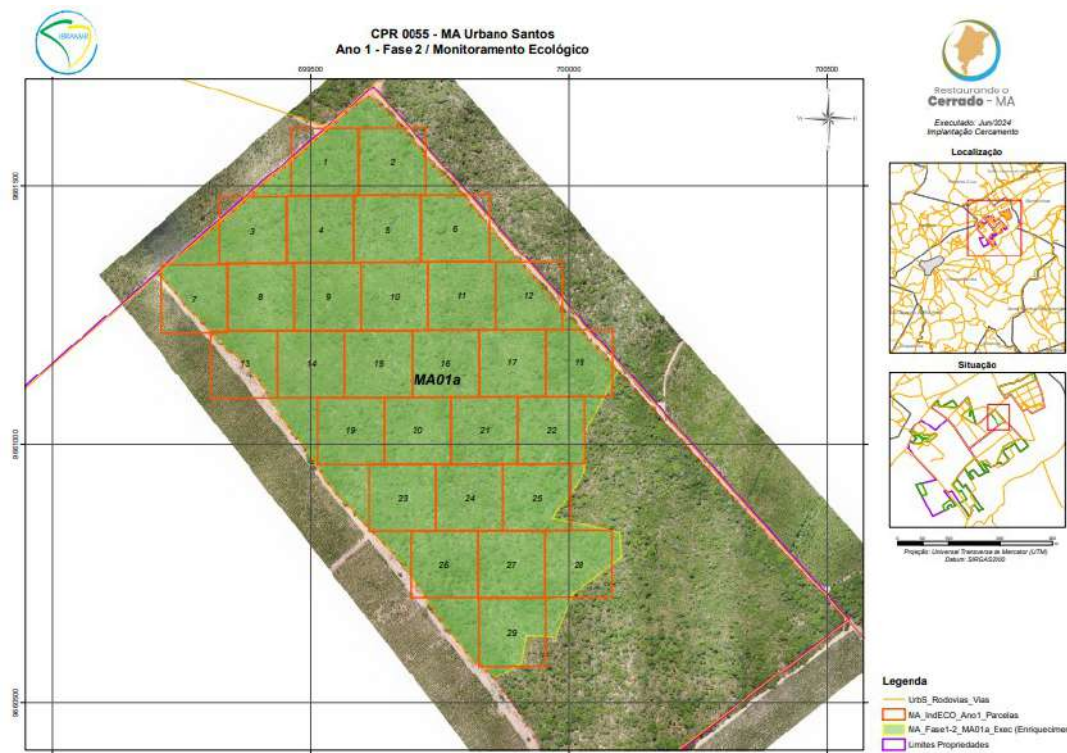 CPR 0055 - MA Urbano Santos
Ano 1 - Fase 2 / Monitoramento Ecológico
Restaurando o
Cerrado - MA
Executado: Jun/2024
Implantação Cercamento
Localização
Situação
Projeção: Universal Transversa de Mercator (UTM)
Datum: SIRGAS2000
699500
700000
700500
1
2
3
4
5
6
7
8
9
10
11
12
13
14
15
16
17
MA01a
19
20
21
22
23
24
25
26
27
28
29
Legenda
UrbS_Rodovias_Vias
MA_IndECO_Ano1_Parcelas
MA_Fase1-2_MA01a_Exec (Enriquecimen
Limites Propriedades